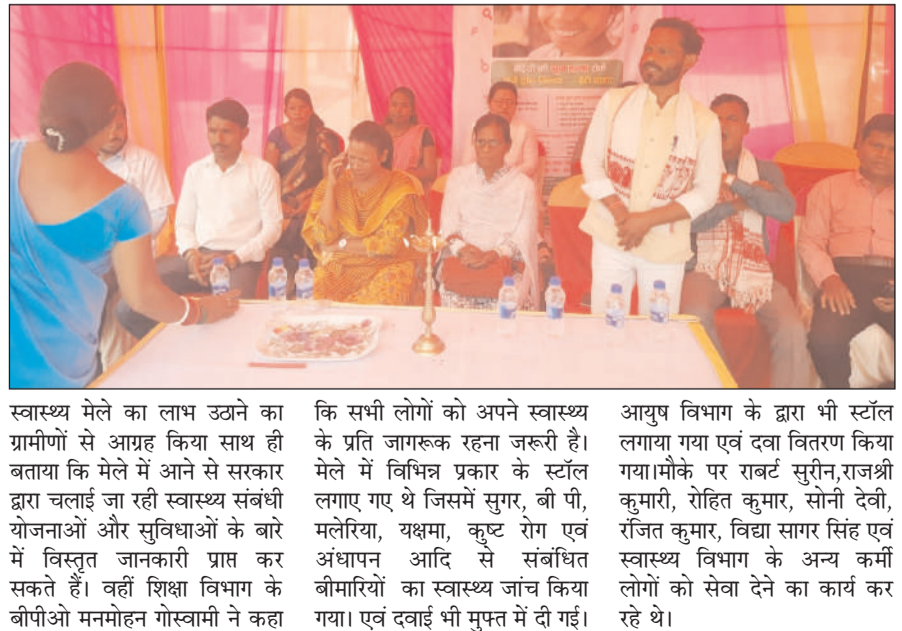 स्वास्थ्य मेले का लाभ उठाने का
ग्रामीणों से आग्रह किया साथ ही
बताया कि मेले में आने से सरकार
द्वारा चलाई जा रही स्वास्थ्य संबंधी
योजनाओं और सुविधाओं के बारे
में विस्तृत जानकारी प्राप्त कर
सकते हैं। वहीं शिक्षा विभाग के
बीपीओ मनमोहन गोस्वामी ने कहा
कि सभी लोगों को अपने स्वास्थ्य
के प्रति जागरूक रहना जरूरी है।
मेले में विभिन्न प्रकार के स्टॉल
लगाए गए थे जिसमें सुगर, बी पी,
मलेरिया, यक्षमा, कुष्ट रोग एवं
अंधापन आदि से संबंधित
बीमारियों का स्वास्थ्य जांच किया
गया। एवं दवाई भी मुफ्त में दी गई।
आयुष विभाग के द्वारा भी स्टॉल
लगाया गया एवं दवा वितरण किया
गया।मौके पर राबर्ट सुरीन,राजश्री
कुमारी, रोहित कुमार, सोनी देवी,
रंजित कुमार, विद्या सागर सिंह एवं
स्वास्थ्य विभाग के अन्य कर्मी
लोगों को सेवा देने का कार्य कर
रहे थे।